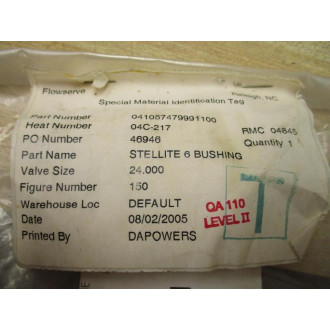 Flowserve
Raleigh, NC
Special Material Identification Tag
Part Number 041057479991100
Heat Number 04C-217 RMC 04845
PO Number 46946 Quantity 1
Part Name STELLITE 6 BUSHING
Valve Size 24.000
Figure Number 150
Warehouse Loc DEFAULT
Date 08/02/2005
Printed By DAPOWERS
QA 110
LEVEL II
T